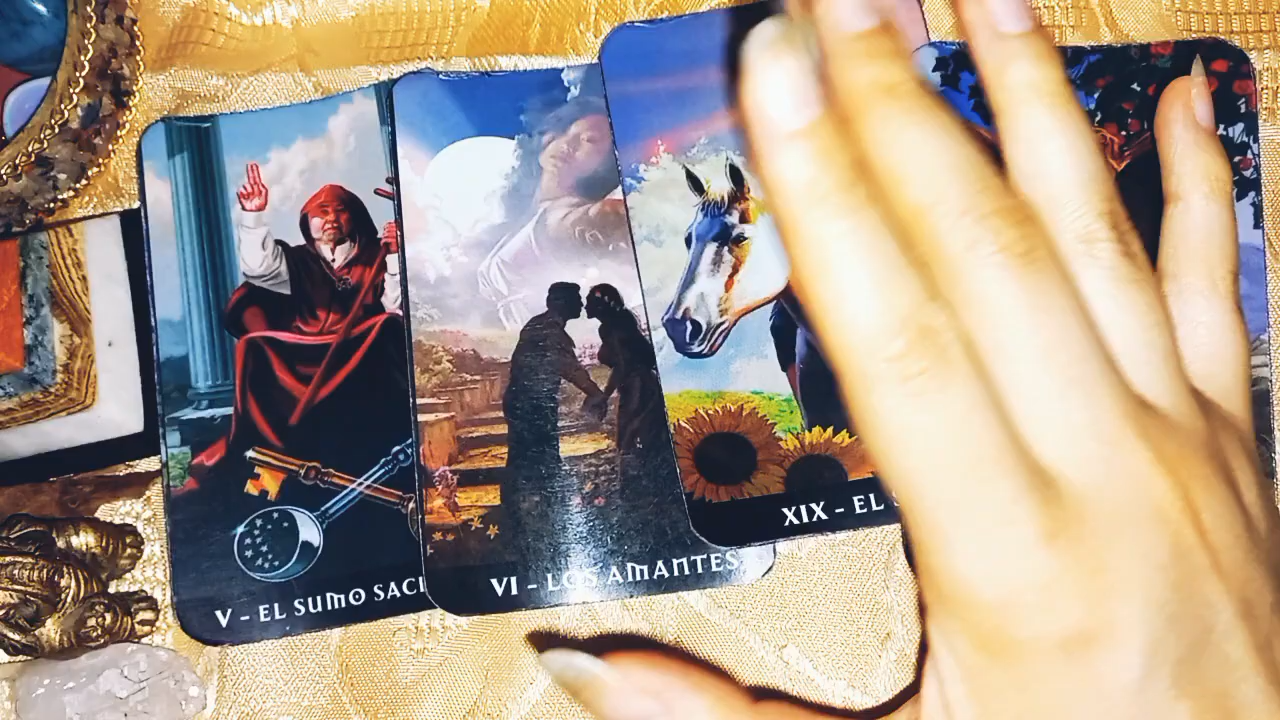 V - EL SUMO SAC
VI - LOS AMANTES
XIX - EL